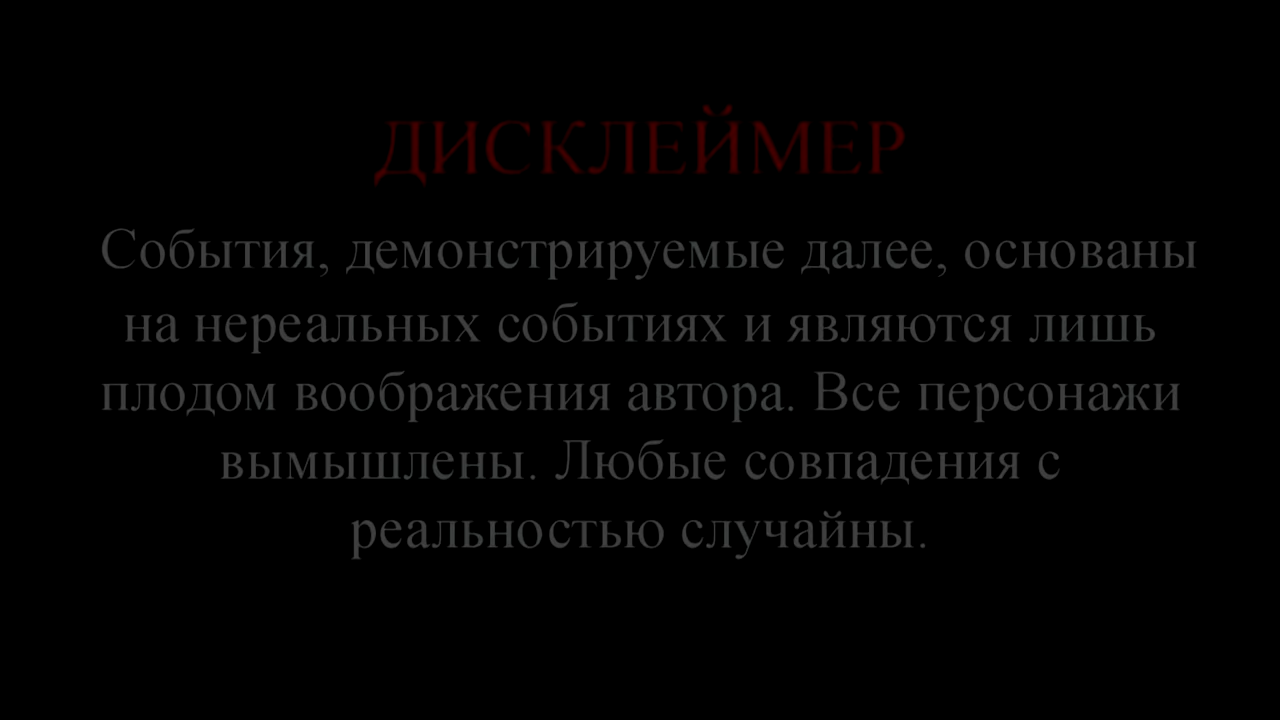 ДИСКЛЕЙМЕР
События, демонстрируемые далее, основаны
на нереальных событиях и являются лишь
плодом воображения автора. Все персонажи
вымышлены. Любые совпадения с
реальностью случайны.